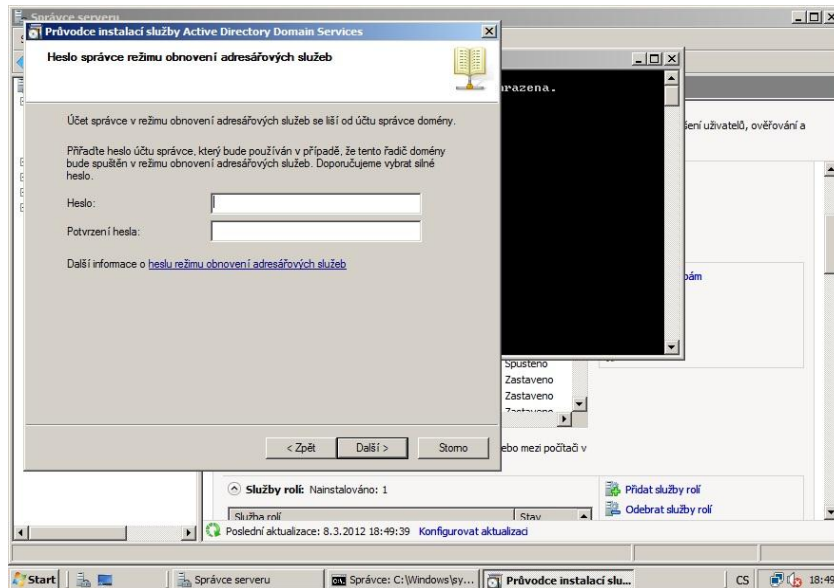 Správce serveru
Průvodce instalací služby Active Directory Domain Services
Heslo správce režimu obnovení adresářových služeb
Účet správce v režimu obnovení adresářových služeb se liší od účtu správce domény.
Přiřaďte heslo účtu správce, který bude používán v případě, že tento řadič domény
bude spuštěn v režimu obnovení adresářových služeb. Doporučujeme vybrat silné
heslo.
Heslo:
Potvrzení hesla:
Další informace o heslu režimu obnovení adresářových služeb
< Zpět
Další >
Storno
razena.
šení uživatelů, ověřování a
bám
Spuštěno
Zastaveno
Zastaveno
Zastaveno
ebo mezi počítači v
Služby rolí: Nainstalováno: 1
Služba rolí
Stav
Přidat služby rolí
Odebrat služby rolí
Poslední aktualizace: 8.3.2012 18:49:39 Konfigurovat aktualizaci
Start
Správce serveru
Správce: C:\Windows\sy...
Průvodce instalací slu...
CS
18:49